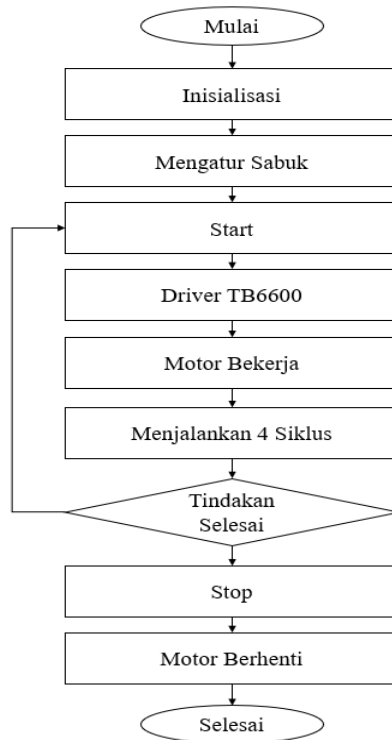 Mulai
Inisialisasi
Mengatur Sabuk
Start
Driver TB6600
Motor Bekerja
Menjalankan 4 Siklus
Tindakan
Selesai
Stop
Motor Berhenti
Selesai